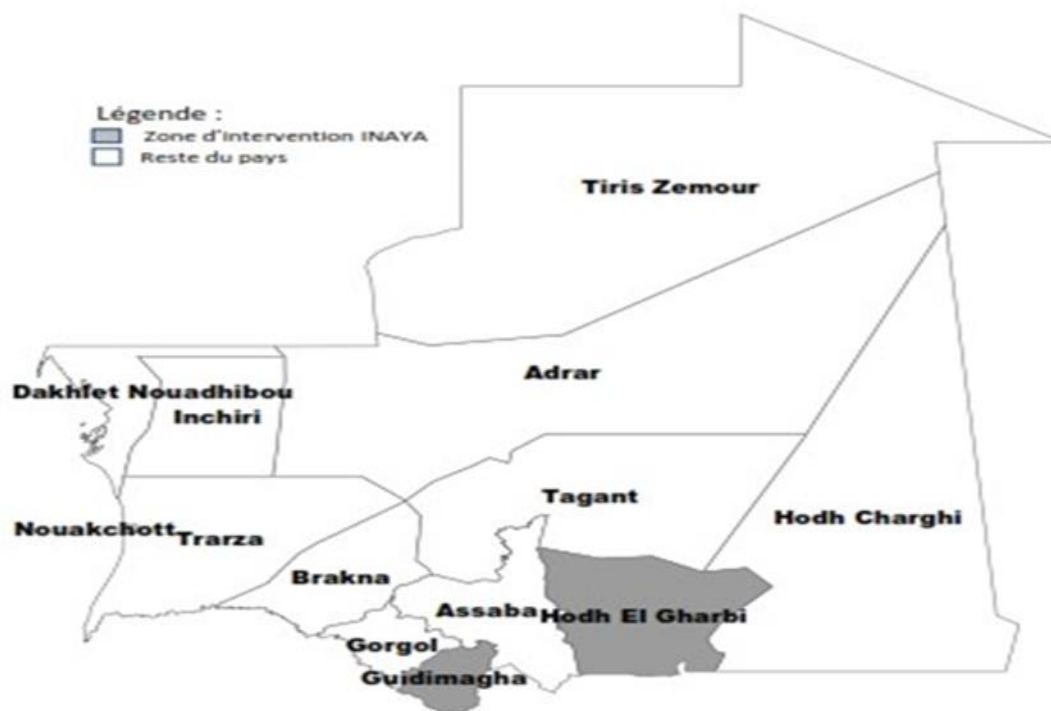 Légende :
Zone d'Intervention INAYA
Reste du pays
Tiris Zemour
Adrar
Dakhlet Nouadhibou
Inchiri
Tagant
Hodh Charghi
Nouakchott
Trarza
Brakna
Assaba
Hodh El Gharbi
Gorgol
Guidimagha